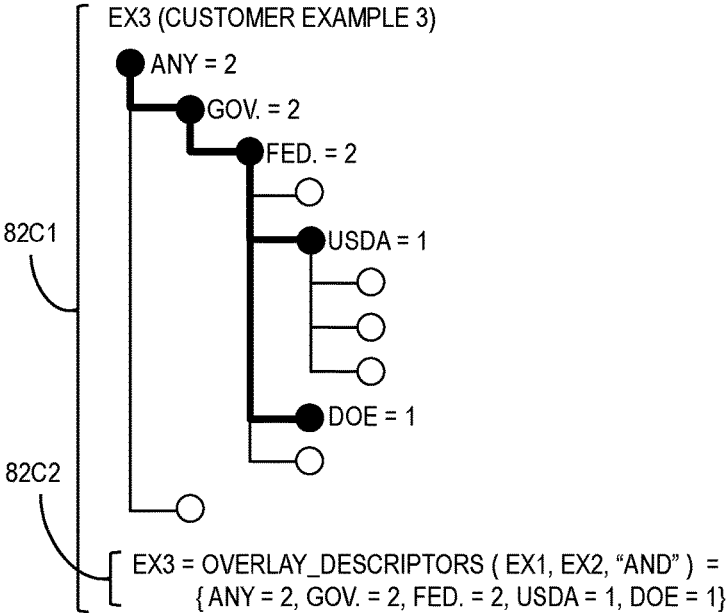 EX3 (CUSTOMER EXAMPLE 3)
ANY = 2
GOV. = 2
FED. = 2
82C1
USDA = 1
DOE = 1
82C2
EX3 = OVERLAY_DESCRIPTORS ( EX1, EX2, “AND” ) =
{ ANY = 2, GOV. = 2, FED. = 2, USDA = 1, DOE = 1}